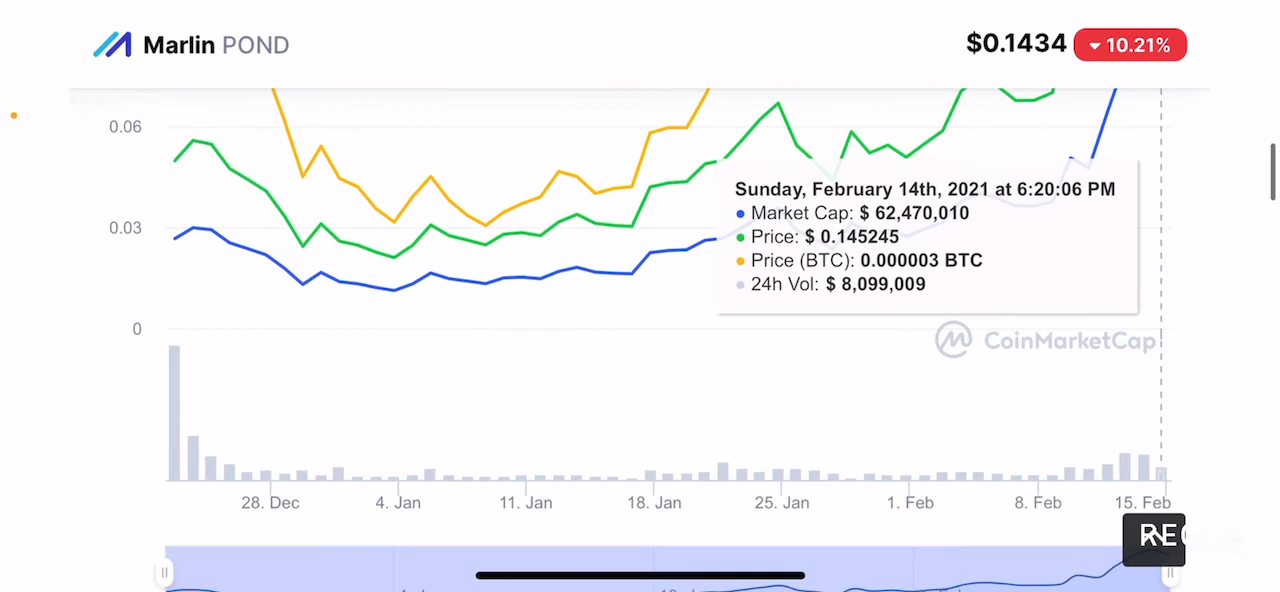 Marlin POND
$0.1434 10.21%
0.06
0.03
0
Sunday, February 14th, 2021 at 6:20:06 PM
Market Cap: $ 62,470,010
Price: $ 0.145245
Price (BTC): 0.000003 BTC
24h Vol: $ 8,099,009
CoinMarketCap
28. Dec 4. Jan 11. Jan 18. Jan 25. Jan 1. Feb 8. Feb 15. Feb